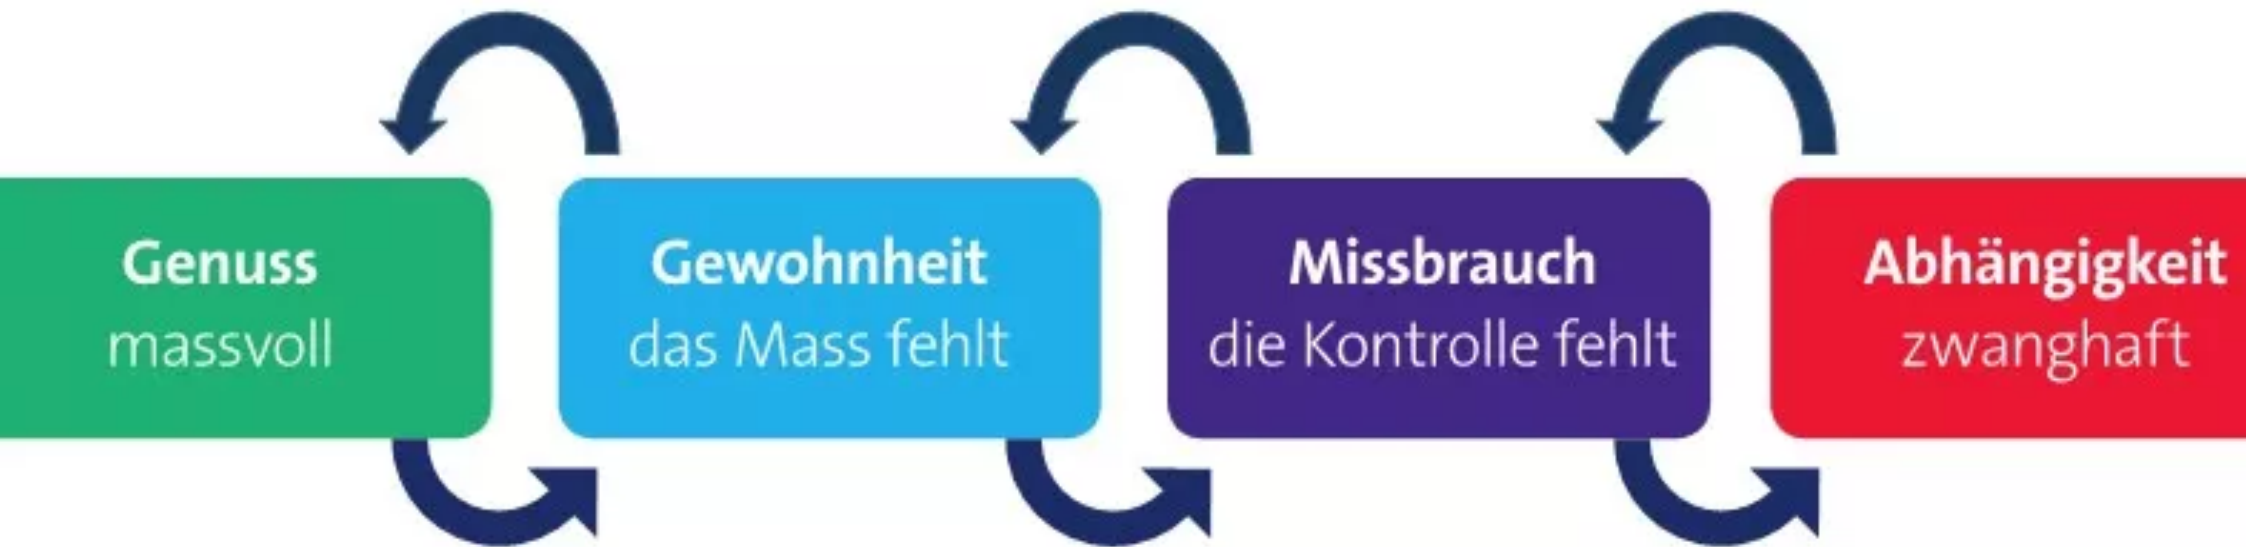 Genuss
massvoll
Gewohnheit
das Mass fehlt
Missbrauch
die Kontrolle fehlt
Abhängigkeit
zwanghaft